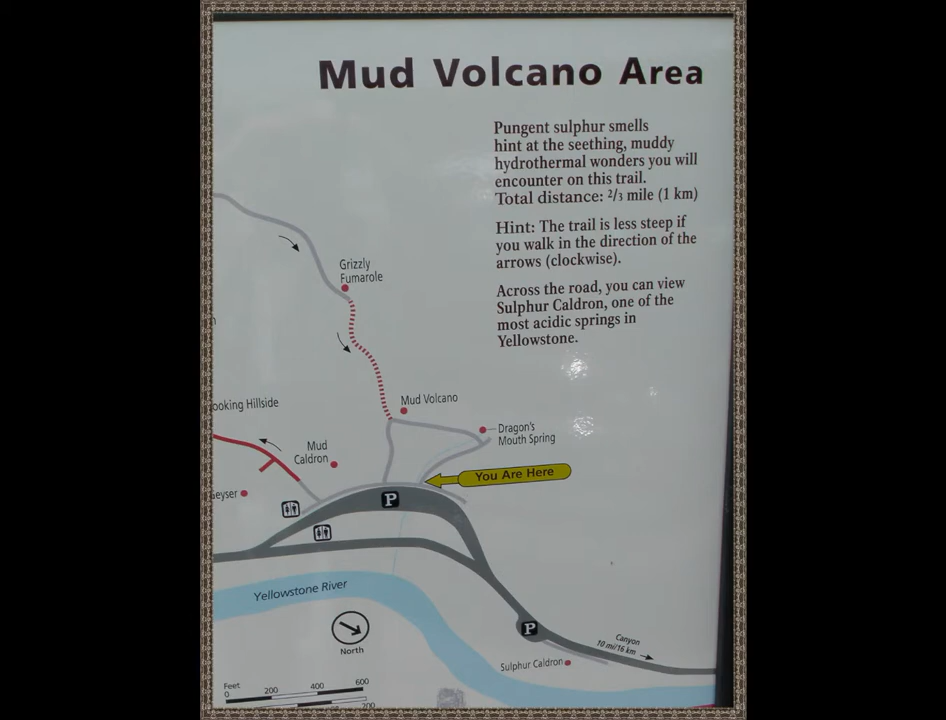 Mud Volcano Area
Pungent sulphur smells
hint at the seething, muddy
hydrothermal wonders you will
encounter on this trail.
Total distance: 2/3 mile (1 km)
Hint: The trail is less steep if
you walk in the direction of the
arrows (clockwise).
Across the road, you can view
Sulphur Caldron, one of the
most acidic springs in
Yellowstone.
Grizzly
Fumarole
Mud Volcano
ooking Hillside
Dragon's
Mouth Spring
Mud
Caldron
You Are Here
eyser
P
Yellowstone River
North
P
Canyon
10 mi/16 km
Sulphur Caldron
Feet
0 200 400 600
200